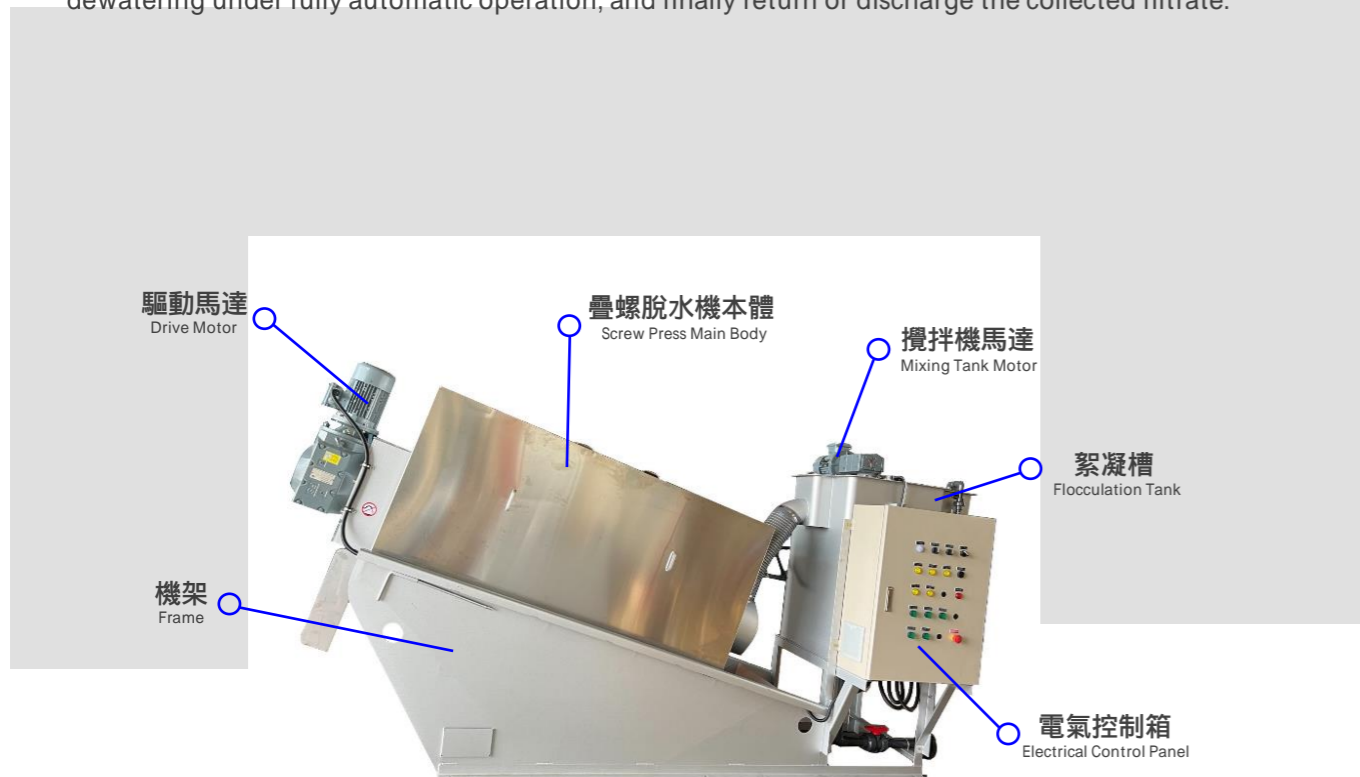 dewatering under fully automatic operation, and finally return or discharge the collected filtrate.
驅動馬達
Drive Motor
疊螺脫水機本體
Screw Press Main Body
攪拌機馬達
Mixing Tank Motor
絮凝槽
Flocculation Tank
機架
Frame
電氣控制箱
Electrical Control Panel